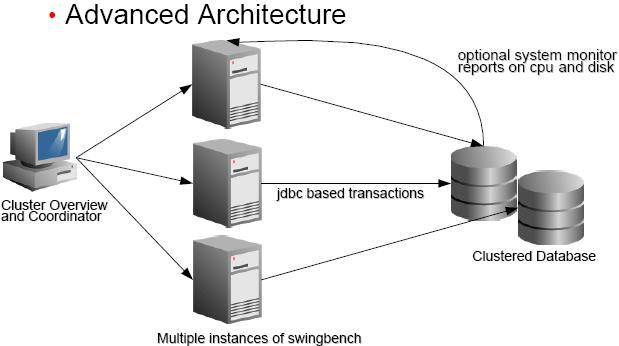 • Advanced Architecture
optional system monitor
reports on cpu and disk
Cluster Overview
and Coordinator
jdbc based transactions
Clustered Database
Multiple instances of swingbench